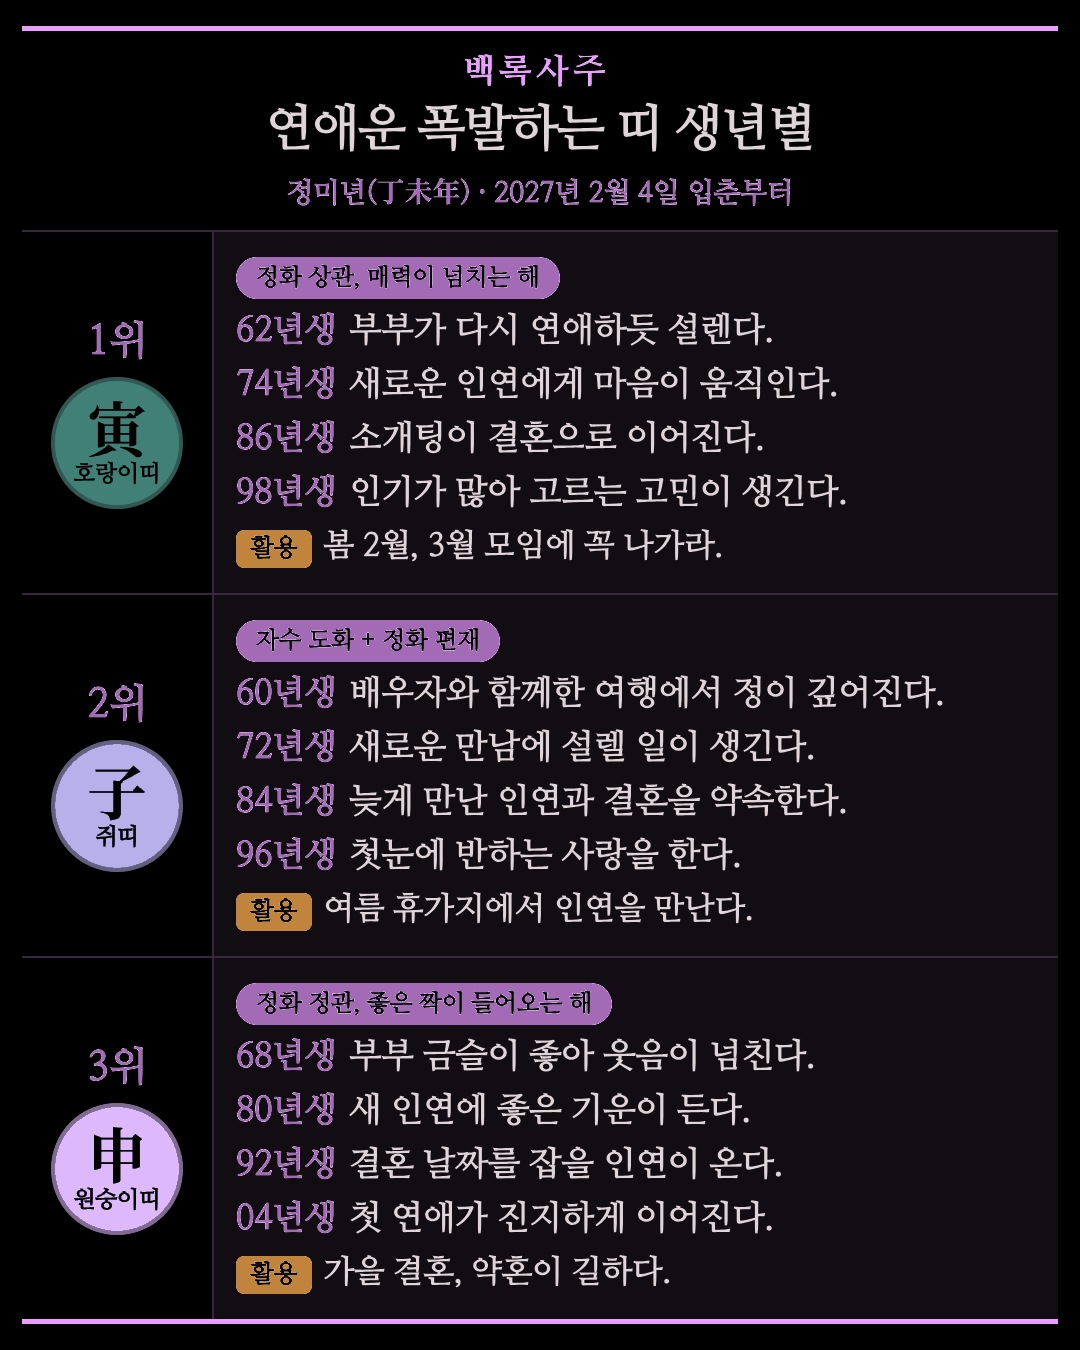 백록사주
연애운 폭발하는 띠 생년별
정미년(丁未年) · 2027년 2월 4일 입춘부터
1위
寅
호랑이띠
정화 상관, 매력이 넘치는 해
62년생 부부가 다시 연애하듯 설렌다.
74년생 새로운 인연에게 마음이 움직인다.
86년생 소개팅이 결혼으로 이어진다.
98년생 인기가 많아 고르는 고민이 생긴다.
활용 봄 2월, 3월 모임에 꼭 나가라.
2위
子
쥐띠
자수 도화 + 정화 편재
60년생 배우자와 함께한 여행에서 정이 깊어진다.
72년생 새로운 만남에 설렐 일이 생긴다.
84년생 늦게 만난 인연과 결혼을 약속한다.
96년생 첫눈에 반하는 사랑을 한다.
활용 여름 휴가지에서 인연을 만난다.
3위
申
원숭이띠
정화 정관, 좋은 짝이 들어오는 해
68년생 부부 금슬이 좋아 웃음이 넘친다.
80년생 새 인연에 좋은 기운이 든다.
92년생 결혼 날짜를 잡을 인연이 온다.
04년생 첫 연애가 진지하게 이어진다.
활용 가을 결혼, 약혼이 길하다.